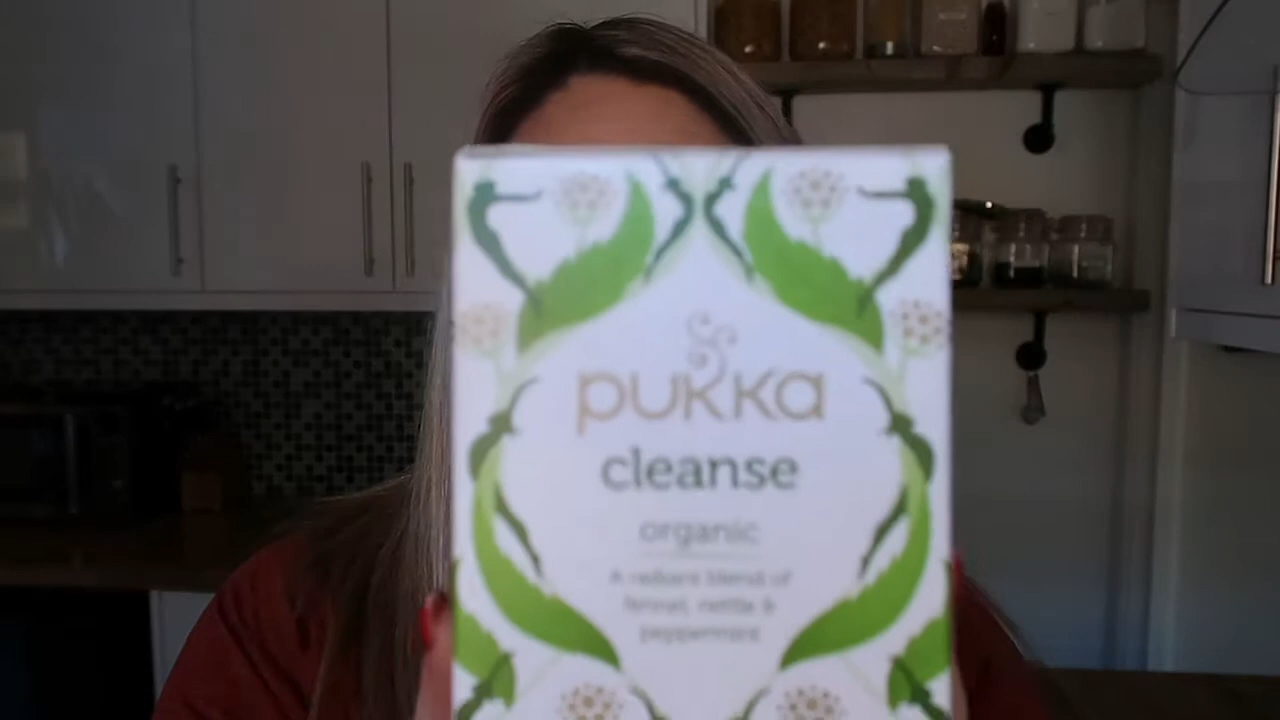 pukka
cleanse
organic
A radiant blend of
fennel, nettle &
peppermint